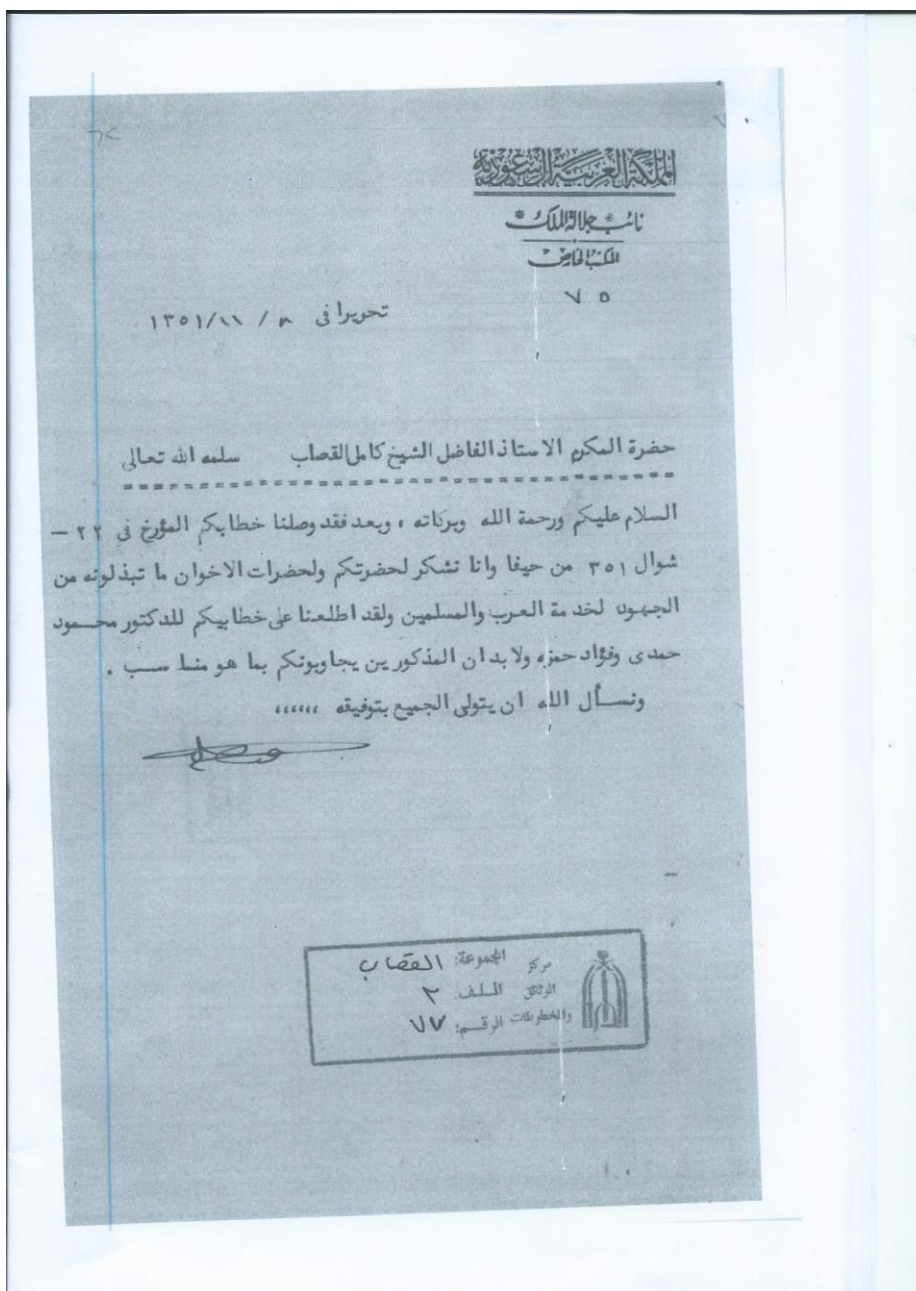 المملكة العربية السعودية
نائب جلالة الملك
المكتب الخاص
٧٥
تحريرا فى ٨ / ١١/ ١٣٥١
حضرة المكرم الاستاذ الفاضل الشيخ كامل القصاب سلمه الله تعالى
السلام عليكم ورحمة الله وبركاته ، وبعد فقد وصلنا خطابكم المؤرخ فى ٢٢ –
شوال ٣٥١ من حيفا وانا نشكر لحضرتكم ولحضرات الاخوان ما تبذلونه من
الجهود لخدمة العرب والمسلمين ولقد اطلعنا على خطابيكم للدكتور محمود
حمدى وفؤاد حمزه ولا بد ان المذكورين يجاوبونكم بما هو مناسب .
ونسأل الله ان يتولى الجميع بتوفيقه ،،،،،،
مركز المجموعة: القصاب
الوثائق الملف: ٢
والمخطوطات الرقم: ٧٧